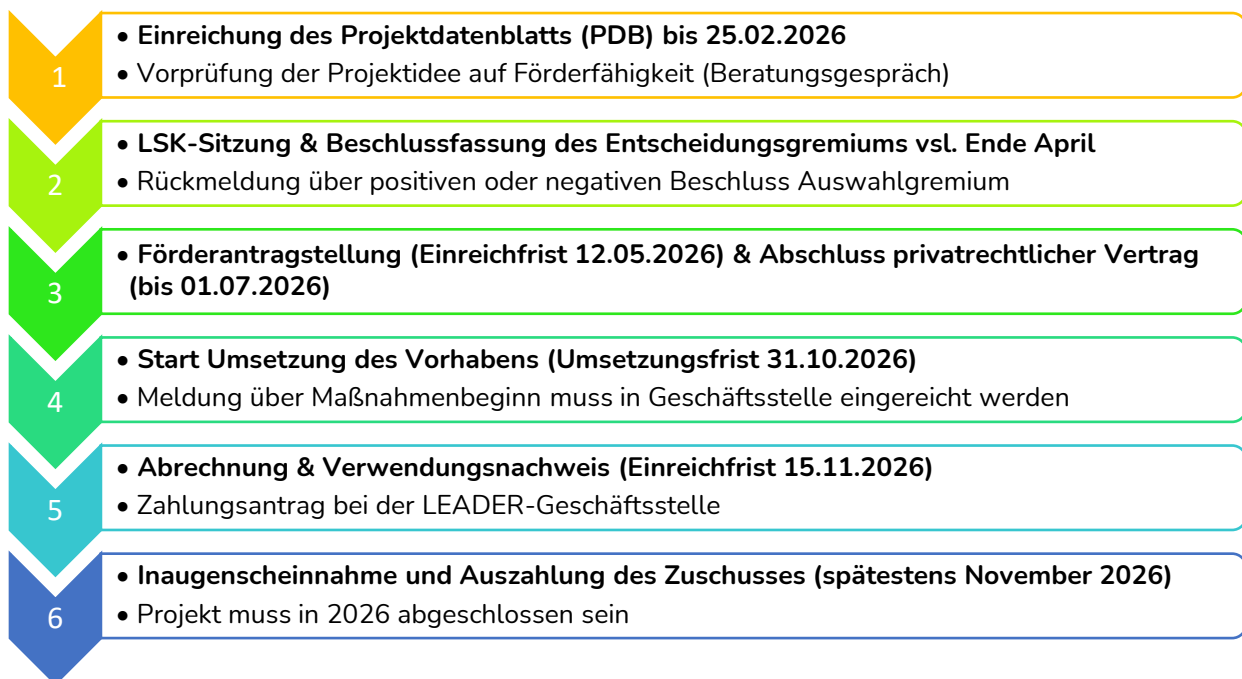 1
• Einreichung des Projektdatenblatts (PDB) bis 25.02.2026
• Vorprüfung der Projektidee auf Förderfähigkeit (Beratungsgespräch)
2
• LSK-Sitzung & Beschlussfassung des Entscheidungsgremiums vsl. Ende April
• Rückmeldung über positiven oder negativen Beschluss Auswahlgremium
3
• Förderantragstellung (Einreichfrist 12.05.2026) & Abschluss privatrechtlicher Vertrag
(bis 01.07.2026)
4
• Start Umsetzung des Vorhabens (Umsetzungsfrist 31.10.2026)
• Meldung über Maßnahmenbeginn muss in Geschäftsstelle eingereicht werden
5
• Abrechnung & Verwendungsnachweis (Einreichfrist 15.11.2026)
• Zahlungsantrag bei der LEADER-Geschäftsstelle
6
• Inaugenscheinnahme und Auszahlung des Zuschusses (spätestens November 2026)
• Projekt muss in 2026 abgeschlossen sein